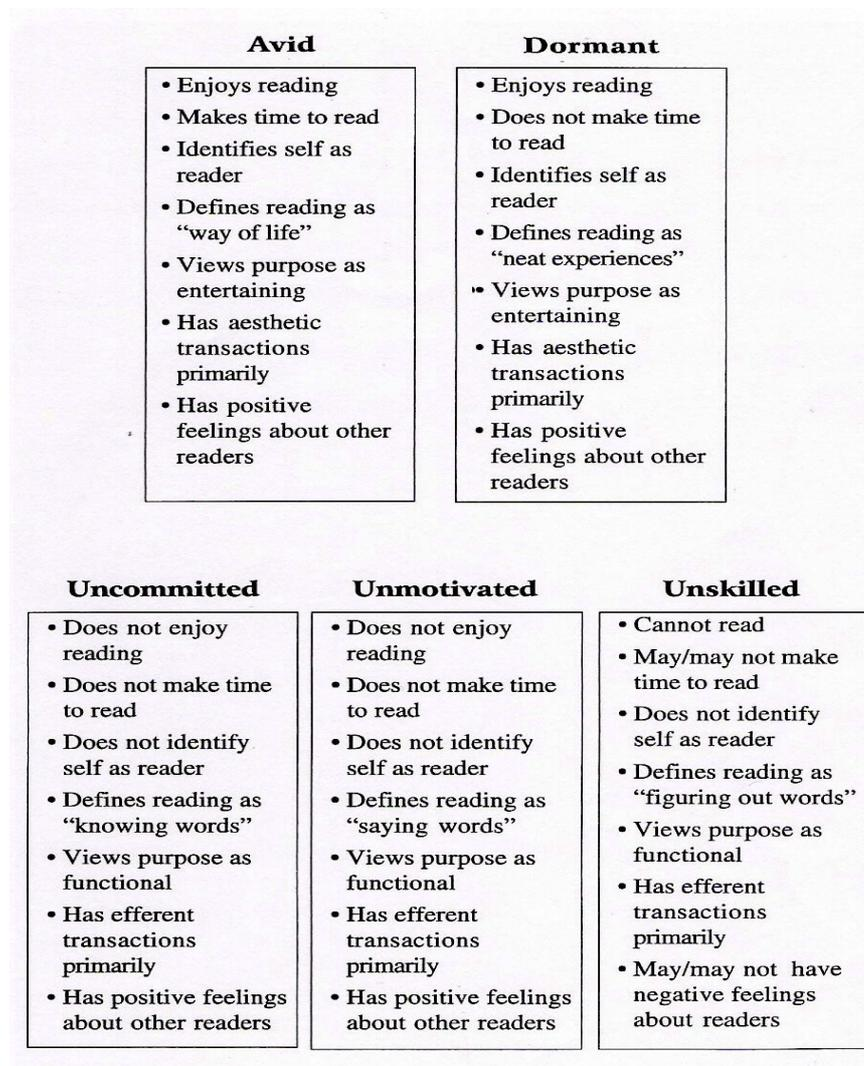 Avid
• Enjoys reading
• Makes time to read
• Identifies self as
reader
• Defines reading as
“way of life”
• Views purpose as
entertaining
• Has aesthetic
transactions
primarily
• Has positive
feelings about other
readers
Dormant
• Enjoys reading
• Does not make time
to read
• Identifies self as
reader
• Defines reading as
“neat experiences”
• Views purpose as
entertaining
• Has aesthetic
transactions
primarily
• Has positive
feelings about other
readers
Uncommitted
• Does not enjoy
reading
• Does not make time
to read
• Does not identify
self as reader
• Defines reading as
“knowing words”
• Views purpose as
functional
• Has efferent
transactions
primarily
• Has positive feelings
about other readers
Unmotivated
• Does not enjoy
reading
• Does not make time
to read
• Does not identify
self as reader
• Defines reading as
“saying words”
• Views purpose as
functional
• Has efferent
transactions
primarily
• Has positive feelings
about other readers
Unskilled
• Cannot read
• May/may not make
time to read
• Does not identify
self as reader
• Defines reading as
“figuring out words”
• Views purpose as
functional
• Has efferent
transactions
primarily
• May/may not have
negative feelings
about readers